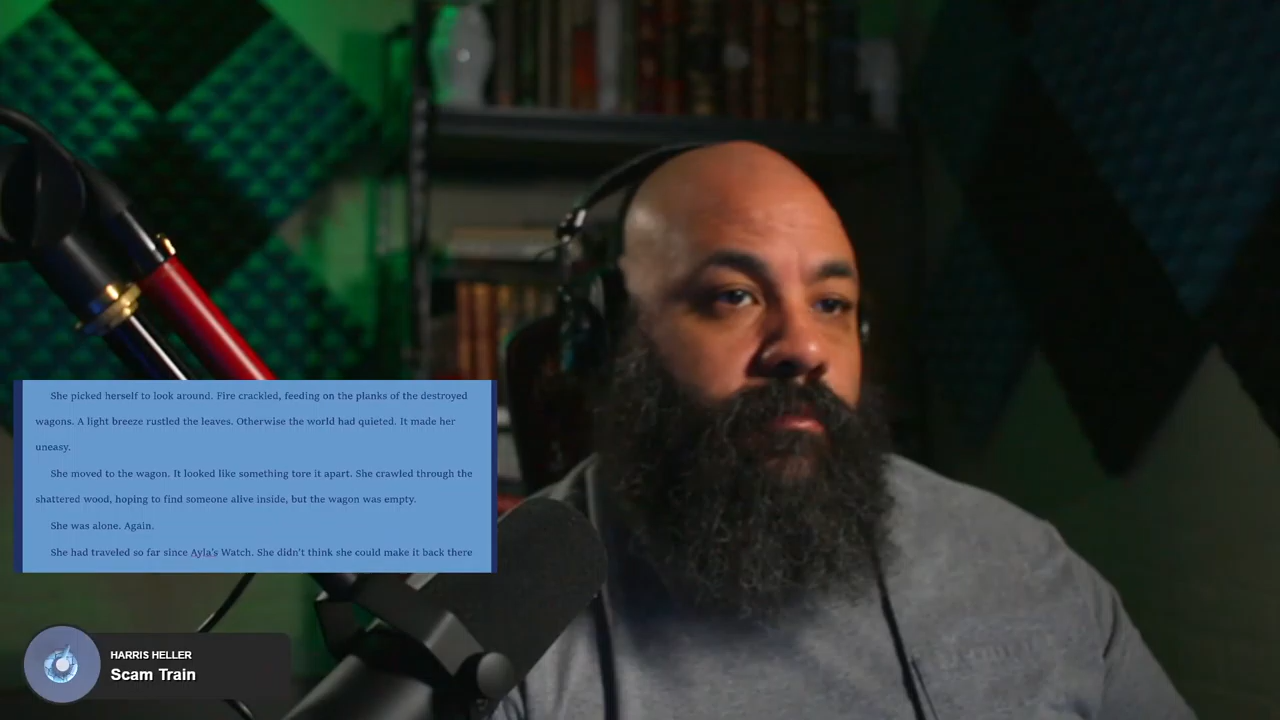 She picked herself to look around. Fire crackled, feeding on the planks of the destroyed
wagons. A light breeze rustled the leaves. Otherwise the world had quieted. It made her
uneasy.
She moved to the wagon. It looked like something tore it apart. She crawled through the
shattered wood, hoping to find someone alive inside, but the wagon was empty.
She was alone. Again.
She had traveled so far since Ayla's Watch. She didn't think she could make it back there
HARRIS HELLER
Scam Train